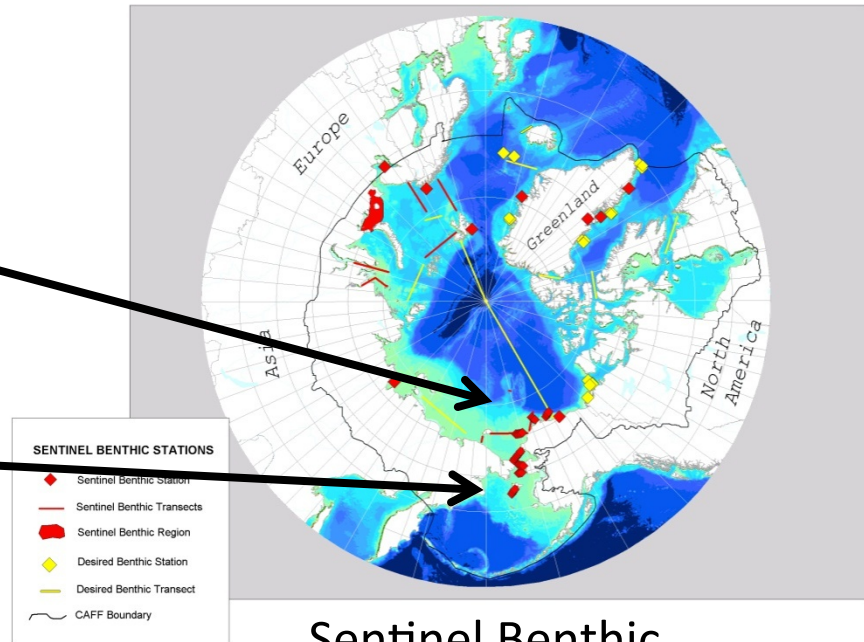 Europe
Greenland
Asia
North
America
SENTINEL BENTHIC STATIONS
Sentinel Benthic Station
Sentinel Benthic Transects
Sentinel Benthic Region
Desired Benthic Station
Desired Benthic Transect
CAFF Boundary
Sentinel Benthic